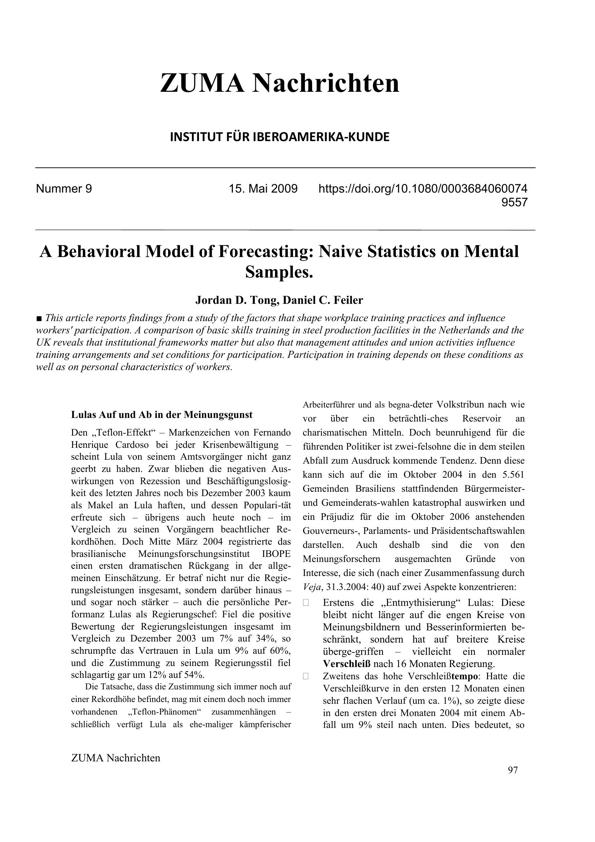 ZUMA Nachrichten
INSTITUT FÜR IBEROAMERIKA-KUNDE
Nummer 9 15. Mai 2009 https://doi.org/10.1080/0003684060074
9557
A Behavioral Model of Forecasting: Naive Statistics on Mental
Samples.
Jordan D. Tong, Daniel C. Feiler
■ This article reports findings from a study of the factors that shape workplace training practices and influence
workers' participation. A comparison of basic skills training in steel production facilities in the Netherlands and the
UK reveals that institutional frameworks matter but also that management attitudes and union activities influence
training arrangements and set conditions for participation. Participation in training depends on these conditions as
well as on personal characteristics of workers.
Lulas Auf und Ab in der Meinungsgunst
Den „Teflon-Effekt“ – Markenzeichen von Fernando
Henrique Cardoso bei jeder Krisenbewältigung –
scheint Lula von seinem Amtsvorgänger nicht ganz
geerbt zu haben. Zwar blieben die negativen Aus-
wirkungen von Rezession und Beschäftigungslosig-
keit des letzten Jahres noch bis Dezember 2003 kaum
als Makel an Lula haften, und dessen Populari-tät
erfreute sich – übrigens auch heute noch – im
Vergleich zu seinen Vorgängern beachtlicher Re-
kordhöhen. Doch Mitte März 2004 registrierte das
brasilianische Meinungsforschungsinstitut IBOPE
einen ersten dramatischen Rückgang in der allge-
meinen Einschätzung. Er betraf nicht nur die Regie-
rungsleistungen insgesamt, sondern darüber hinaus –
und sogar noch stärker – auch die persönliche Per-
formanz Lulas als Regierungschef: Fiel die positive
Bewertung der Regierungsleistungen insgesamt im
Vergleich zu Dezember 2003 um 7% auf 34%, so
schrumpfte das Vertrauen in Lula um 9% auf 60%,
und die Zustimmung zu seinem Regierungsstil fiel
schlagartig gar um 12% auf 54%.
Die Tatsache, dass die Zustimmung sich immer noch auf
einer Rekordhöhe befindet, mag mit einem doch noch immer
vorhandenen „Teflon-Phänomen“ zusammenhängen –
schließlich verfügt Lula als ehe-maliger kämpferischer
Arbeiterführer und als begna-deter Volkstribun nach wie
vor über ein beträchtli-ches Reservoir an
charismatischen Mitteln. Doch beunruhigend für die
führenden Politiker ist zwei-felsohne die in dem steilen
Abfall zum Ausdruck kommende Tendenz. Denn diese
kann sich auf die im Oktober 2004 in den 5.561
Gemeinden Brasiliens stattfindenden Bürgermeister-
und Gemeinderats-wahlen katastrophal auswirken und
ein Präjudiz für die im Oktober 2006 anstehenden
Gouverneurs-, Parlaments- und Präsidentschaftswahlen
darstellen. Auch deshalb sind die von den
Meinungsforschern ausgemachten Gründe von
Interesse, die sich (nach einer Zusammenfassung durch
Veja, 31.3.2004: 40) auf zwei Aspekte konzentrieren:
Erstens die „Entmythisierung“ Lulas: Diese
bleibt nicht länger auf die engen Kreise von
Meinungsbildnern und Besserinformierten be-
schränkt, sondern hat auf breitere Kreise
überge-griffen – vielleicht ein normaler
Verschleiß nach 16 Monaten Regierung.
Zweitens das hohe Verschleißtempo: Hatte die
Verschleißkurve in den ersten 12 Monaten einen
sehr flachen Verlauf (um ca. 1%), so zeigte diese
in den ersten drei Monaten 2004 mit einem Ab-
fall um 9% steil nach unten. Dies bedeutet, so
ZUMA Nachrichten
97